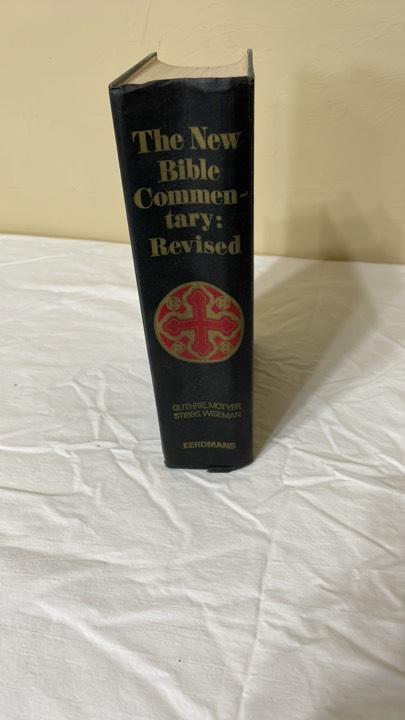 The New
Bible
Commen-
tary:
Revised
GUTHRIE, MOTYER
STIBBS, WISEMAN
EERDMANS